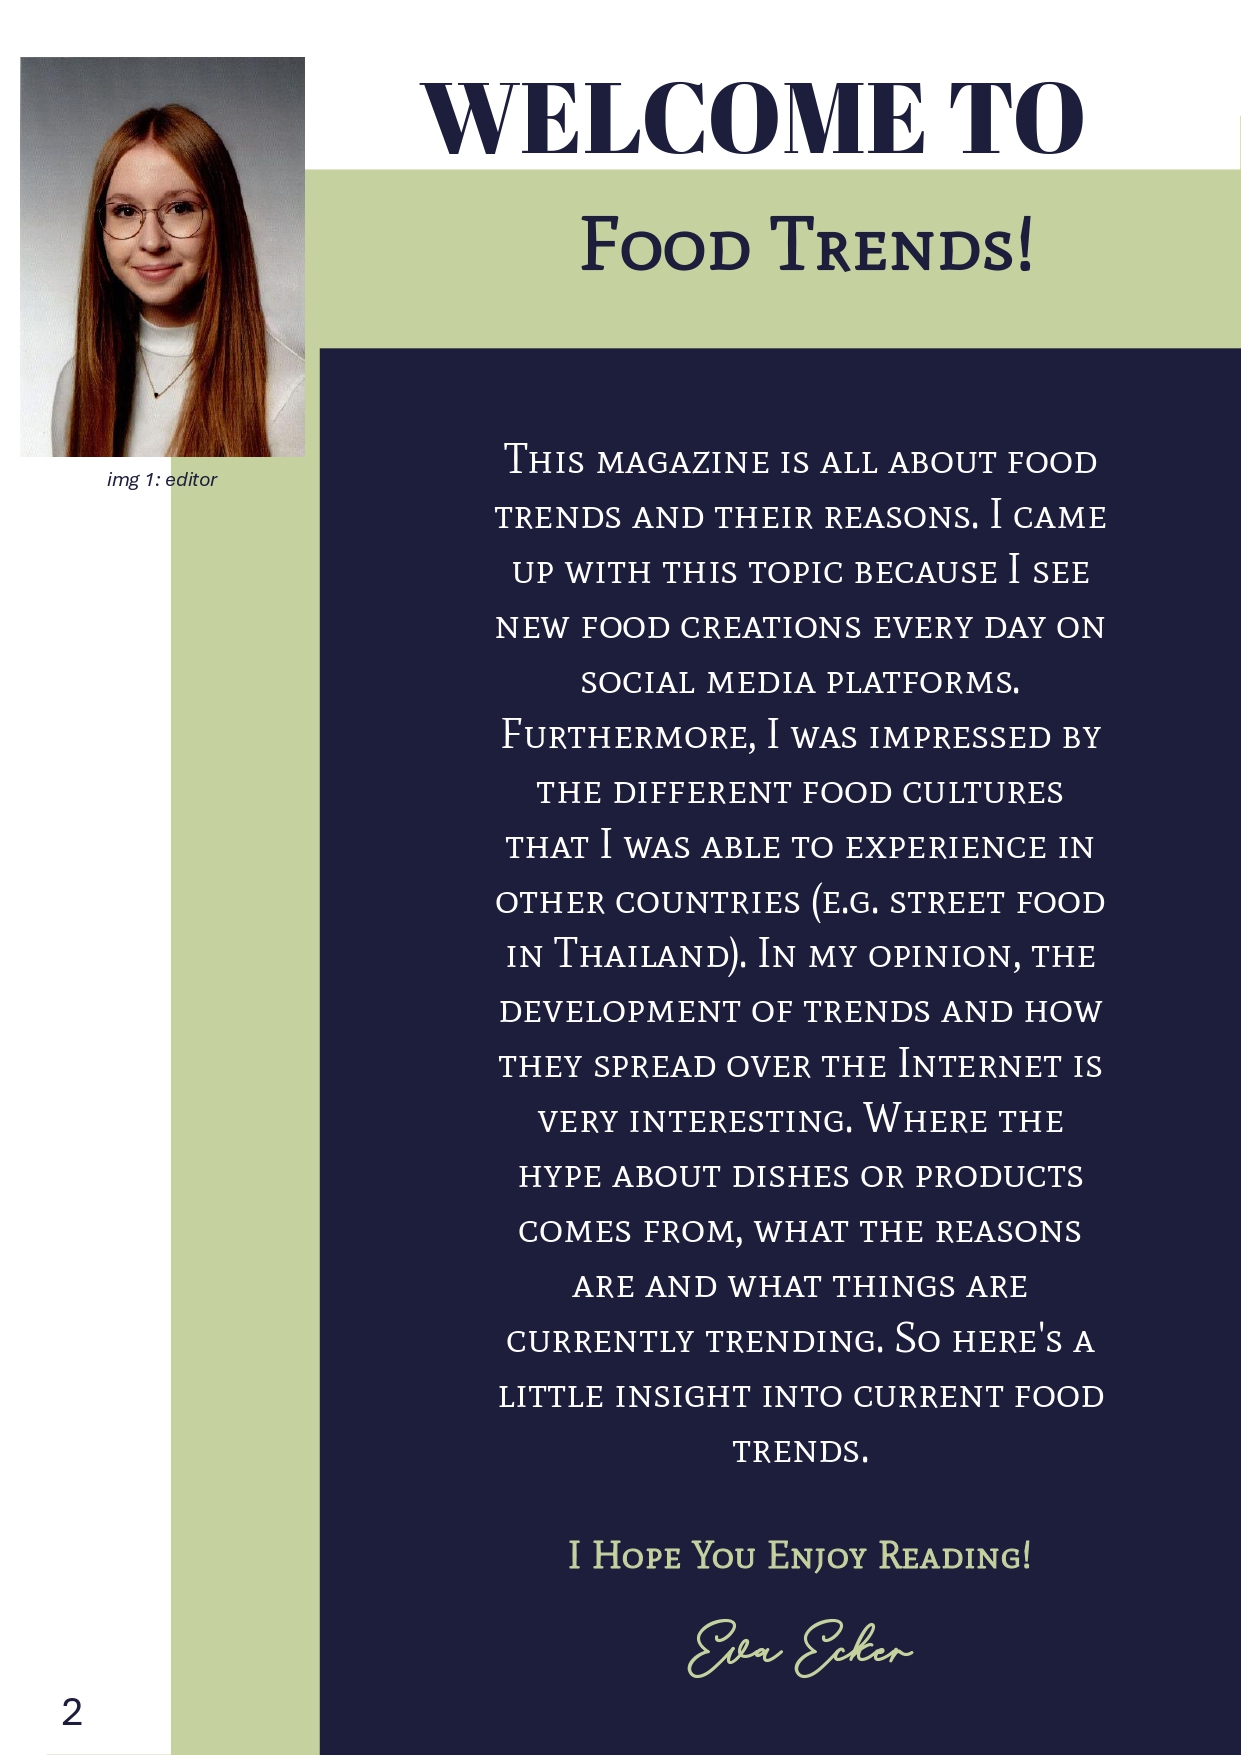 WELCOME TO
Food Trends!
img 1: editor
This magazine is all about food
trends and their reasons. I came
up with this topic because I see
new food creations every day on
social media platforms.
Furthermore, I was impressed by
the different food cultures
that I was able to experience in
other countries (e.g. street food
in Thailand). In my opinion, the
development of trends and how
they spread over the Internet is
very interesting. Where the
hype about dishes or products
comes from, what the reasons
are and what things are
currently trending. So here's a
little insight into current food
trends.
I Hope You Enjoy Reading!
Eva Ecker
2